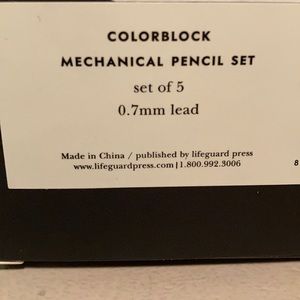 COLORBLOCK
MECHANICAL PENCIL SET
set of 5
0.7mm lead
Made in China / published by lifeguard press
www.lifeguardpress.com | 1.800.992.3006
8